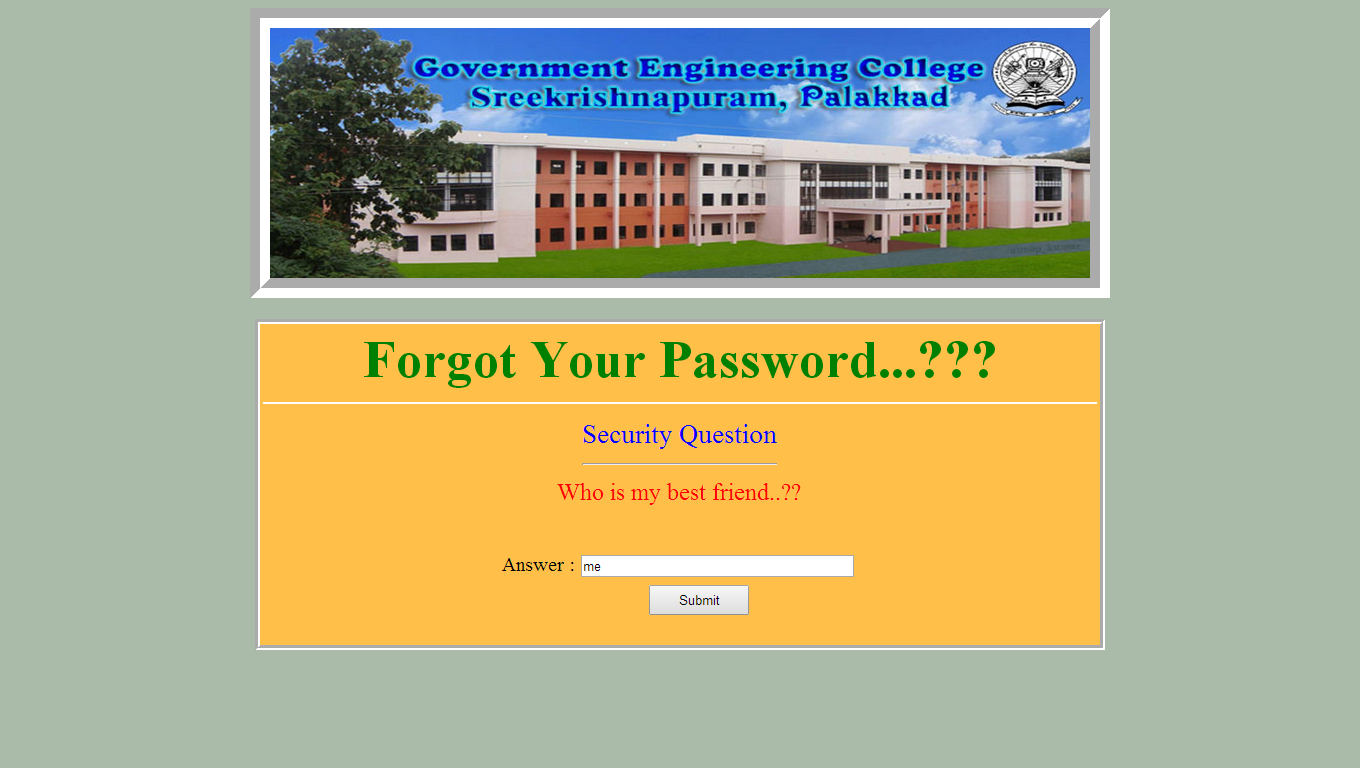 Government Engineering College
Sreekrishnapuram, Palakkad
Forgot Your Password...???
Security Question
Who is my best friend..??
Answer : me
Submit